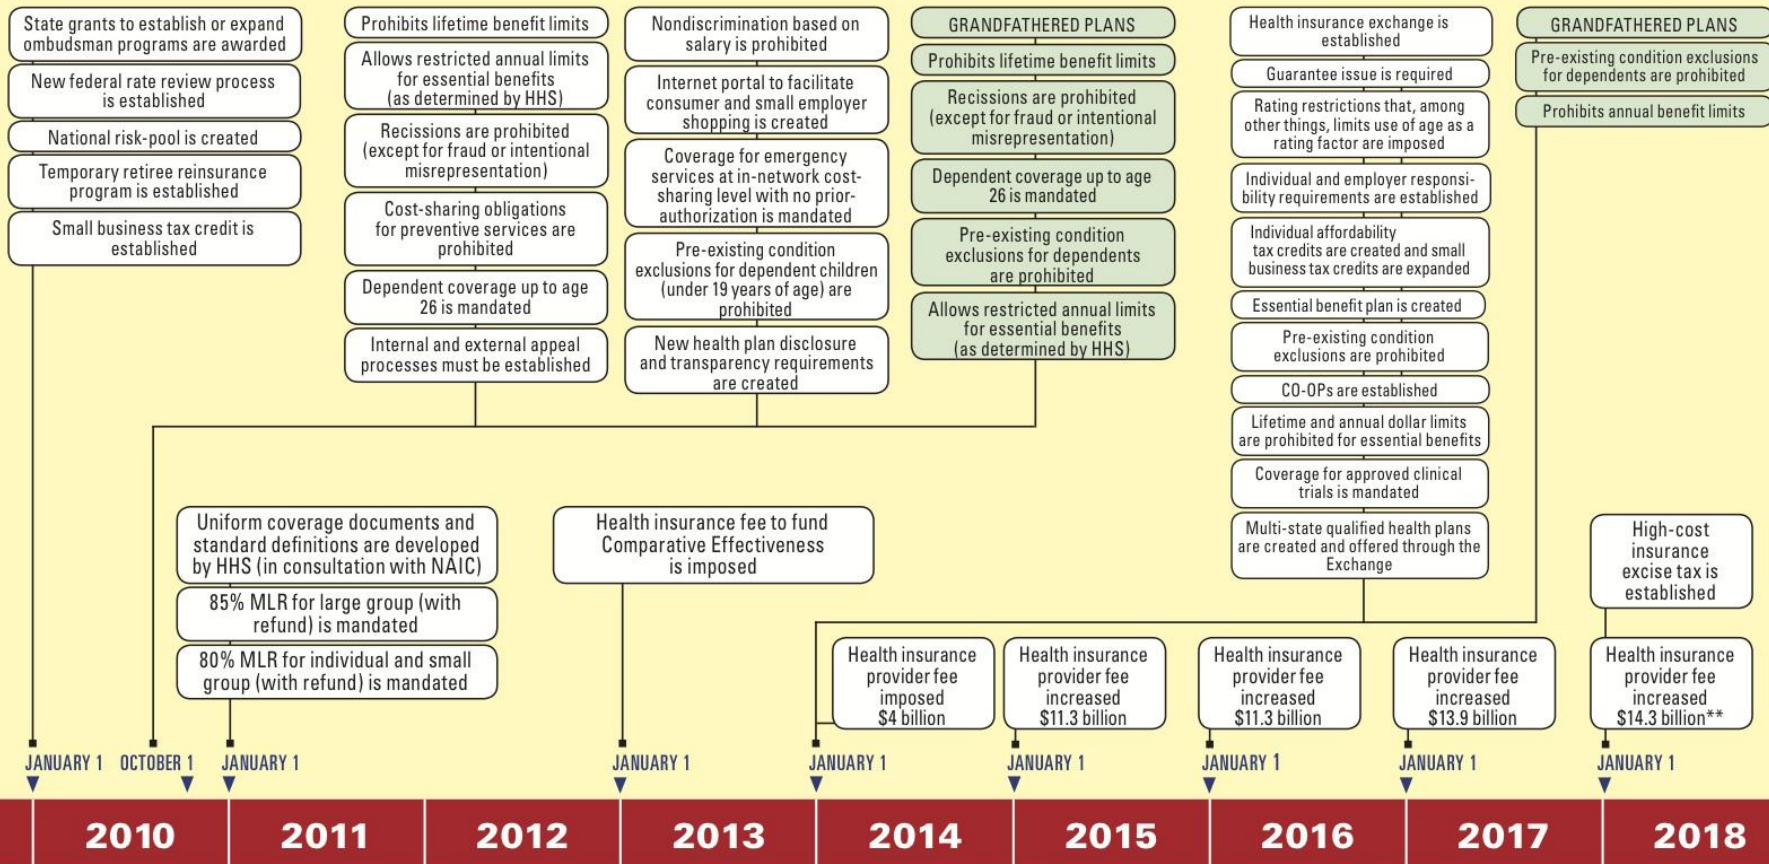 State grants to establish or expand
ombudsman programs are awarded
New federal rate review process
is established
National risk-pool is created
Temporary retiree reinsurance
program is established
Small business tax credit is
established
Prohibits lifetime benefit limits
Allows restricted annual limits
for essential benefits
(as determined by HHS)
Recissions are prohibited
(except for fraud or intentional
misrepresentation)
Cost-sharing obligations
for preventive services are
prohibited
Dependent coverage up to age
26 is mandated
Internal and external appeal
processes must be established
Nondiscrimination based on
salary is prohibited
Internet portal to facilitate
consumer and small employer
shopping is created
Coverage for emergency
services at in-network cost-
sharing level with no prior-
authorization is mandated
Pre-existing condition
exclusions for dependent children
(under 19 years of age) are
prohibited
New health plan disclosure
and transparency requirements
are created
GRANDFATHERED PLANS
Prohibits lifetime benefit limits
Recissions are prohibited
(except for fraud or intentional
misrepresentation)
Dependent coverage up to age
26 is mandated
Pre-existing condition
exclusions for dependents
are prohibited
Allows restricted annual limits
for essential benefits
(as determined by HHS)
Health insurance exchange is
established
Guarantee issue is required
Rating restrictions that, among
other things, limits use of age as a
rating factor are imposed
Individual and employer responsi-
bility requirements are established
Individual affordability
tax credits are created and small
business tax credits are expanded
Essential benefit plan is created
Pre-existing condition
exclusions are prohibited
CO-OPs are established
Lifetime and annual dollar limits
are prohibited for essential benefits
Coverage for approved clinical
trials is mandated
Multi-state qualified health plans
are created and offered through the
Exchange
GRANDFATHERED PLANS
Pre-existing condition exclusions
for dependents are prohibited
Prohibits annual benefit limits
Uniform coverage documents and
standard definitions are developed
by HHS (in consultation with NAIC)
85% MLR for large group (with
refund) is mandated
80% MLR for individual and small
group (with refund) is mandated
Health insurance fee to fund
Comparative Effectiveness
is imposed
High-cost
insurance
excise tax is
established
Health insurance
provider fee
imposed
$4 billion
Health insurance
provider fee
increased
$11.3 billion
Health insurance
provider fee
increased
$11.3 billion
Health insurance
provider fee
increased
$13.9 billion
Health insurance
provider fee
increased
$14.3 billion**
JANUARY 1 OCTOBER 1 JANUARY 1 JANUARY 1 JANUARY 1 JANUARY 1 JANUARY 1 JANUARY 1 JANUARY 1
2010 2011 2012 2013 2014 2015 2016 2017 2018